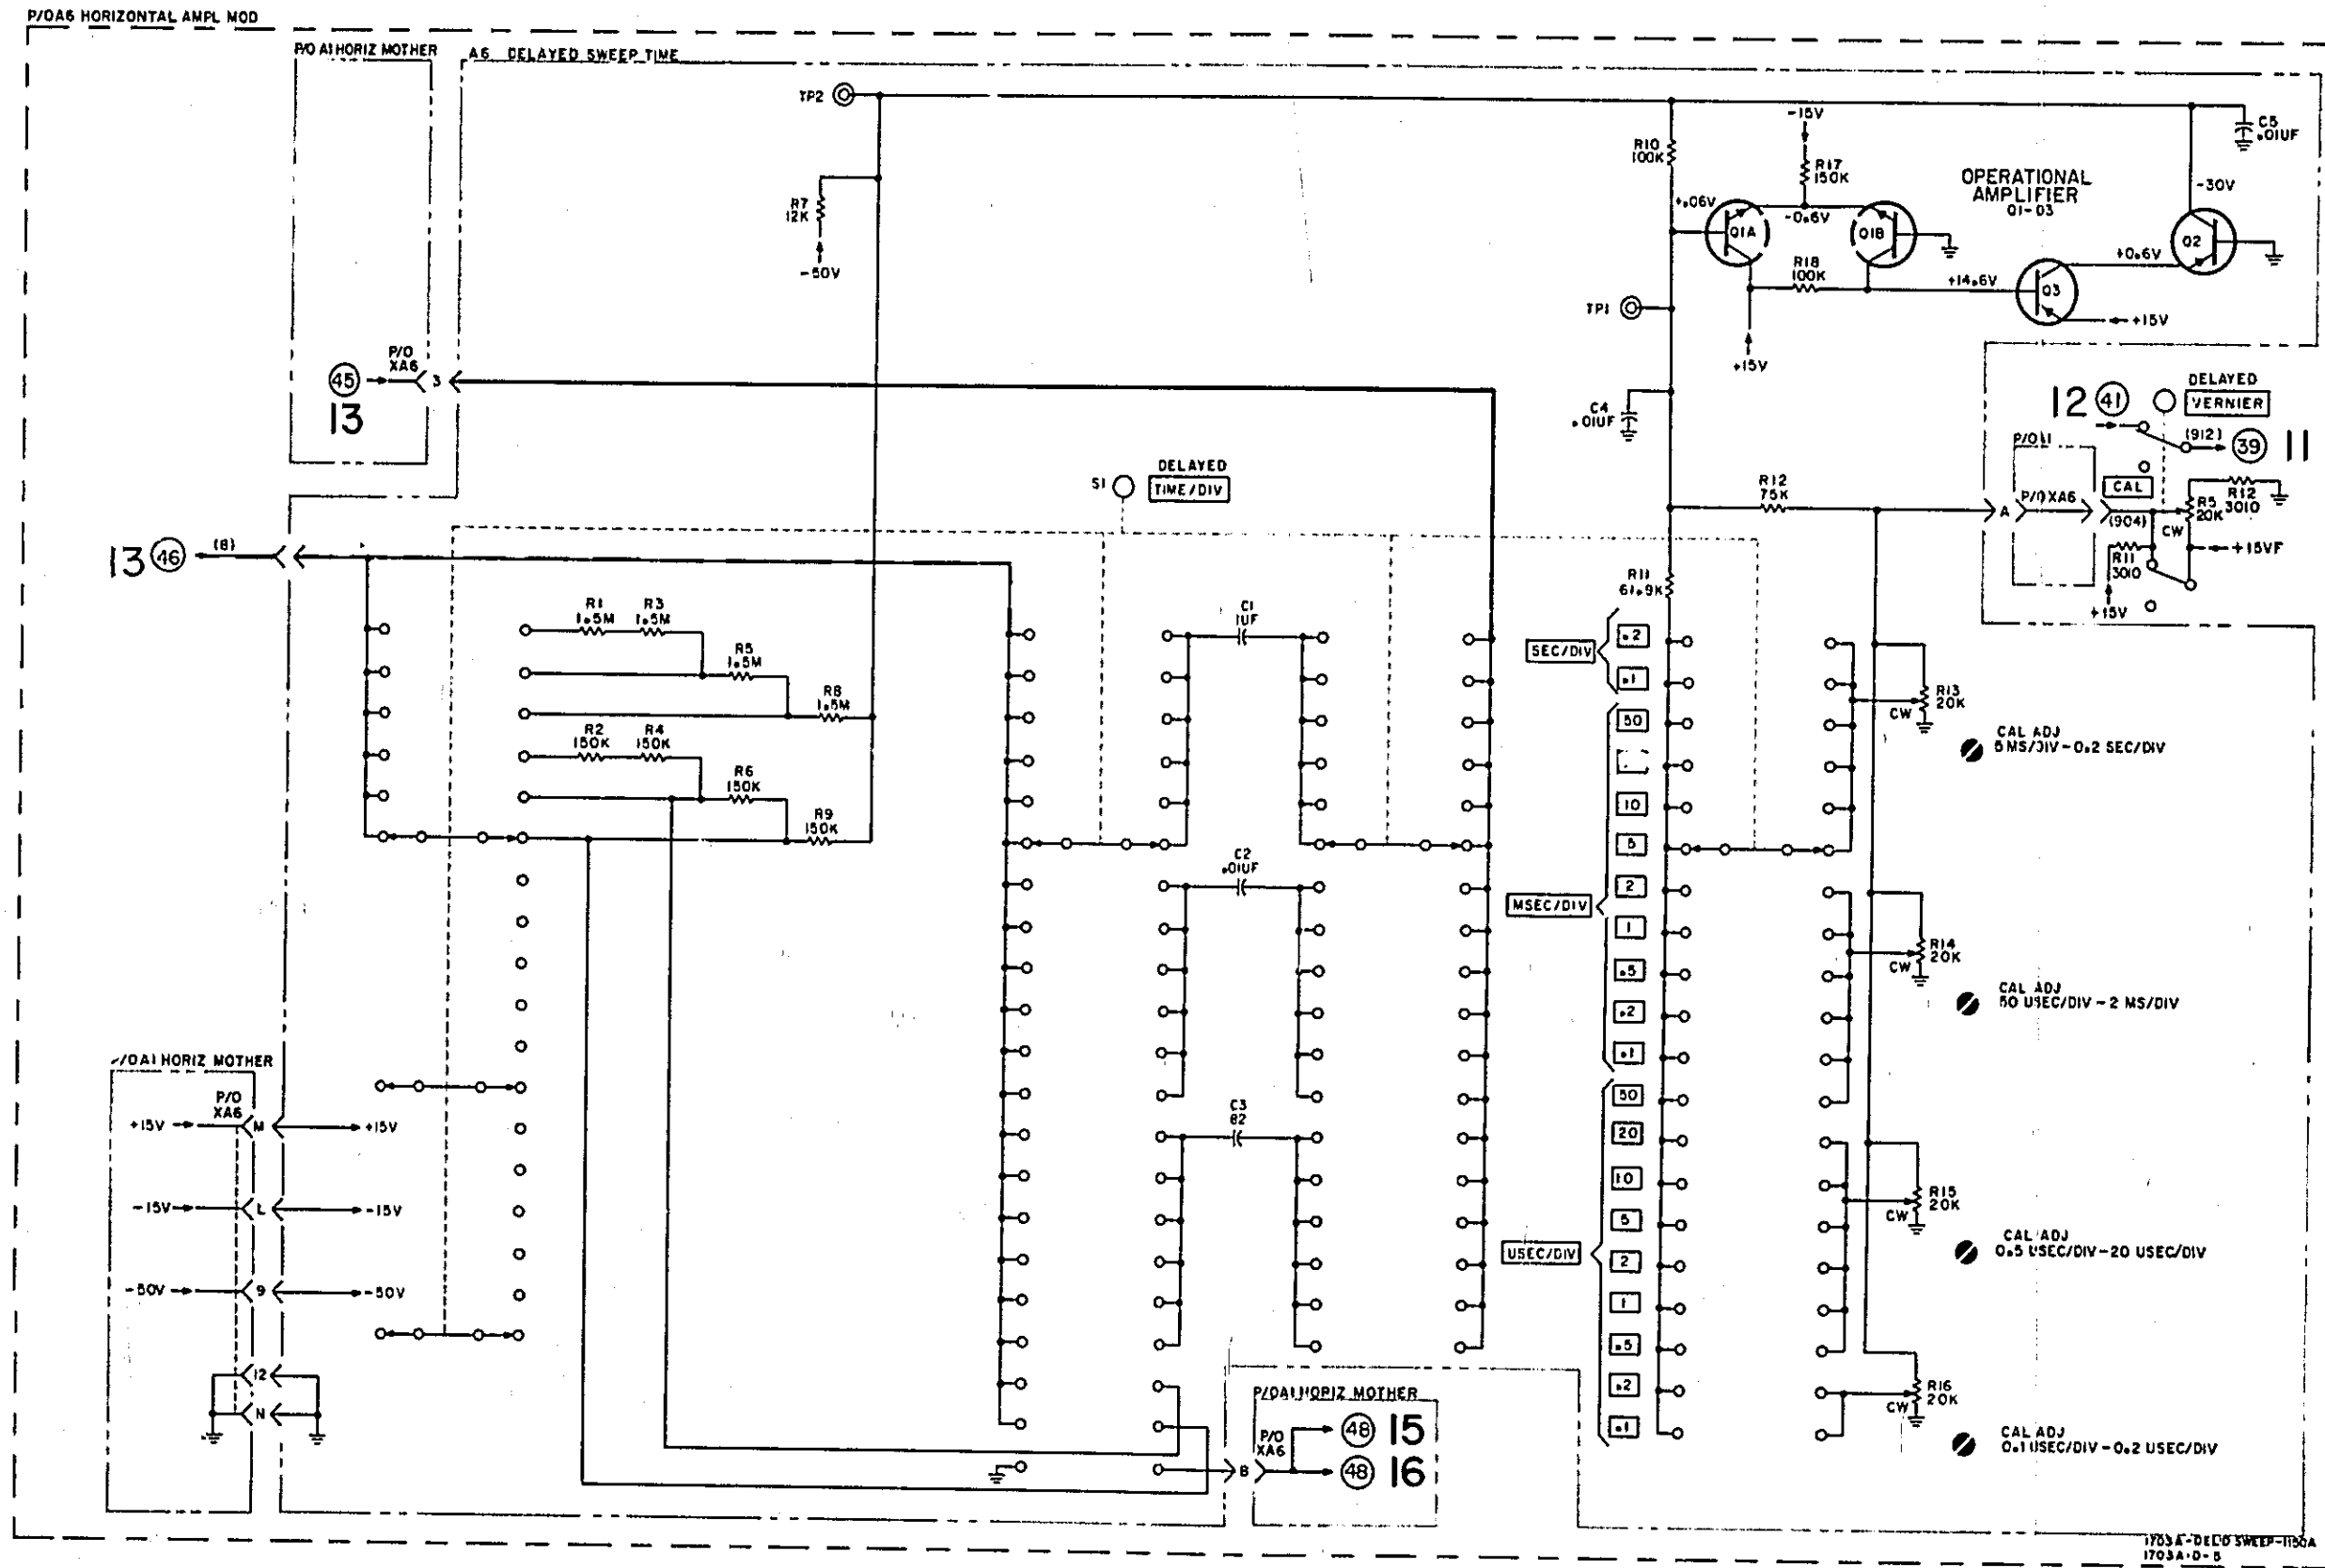 P/OA6 HORIZONTAL AMPL MOD
P/O A1 HORIZ MOTHER
A6 DELAYED SWEEP TIME
TP2
R7
12K
-50V
R10
100K
-15V
R17
150K
C5
.01UF
OPERATIONAL
AMPLIFIER
Q1-Q3
-30V
+.06V
-0.6V
Q1A
Q1B
Q2
R18
100K
+0.6V
+14.6V
Q3
+15V
TP1
+15V
P/O
XA6
45
3
13
C4
.01UF
12
41
DELAYED
VERNIER
(912)
39
11
P/O
CAL
R12
3010
R5
20K
A
P/O XA6
(904)
CW
+15VF
R11
3010
+15V
DELAYED
S1
TIME/DIV
R12
75K
13
46
(8)
R11
61.9K
R1
1.5M
R3
1.5M
R5
1.5M
R8
1.5M
R2
150K
R4
150K
R6
150K
R9
150K
C1
1UF
C2
.01UF
C3
82
SEC/DIV
.2
.1
MSEC/DIV
50
10
5
2
1
.5
.2
.1
USEC/DIV
50
20
10
5
2
1
.5
.2
.1
R13
20K
CW
CAL ADJ
5 MS/DIV-0.2 SEC/DIV
R14
20K
CW
CAL ADJ
50 USEC/DIV-2 MS/DIV
R15
20K
CW
CAL ADJ
0.5 USEC/DIV-20 USEC/DIV
R16
20K
CW
CAL ADJ
0.1 USEC/DIV-0.2 USEC/DIV
P/OA1 HORIZ MOTHER
P/O
XA6
+15V
M
+15V
-15V
L
-15V
-50V
9
-50V
12
N
P/OA1 HORIZ MOTHER
P/O
XA6
B
48
15
48
16
1703A-DEL'D SWEEP-1150A
1703A-D-5